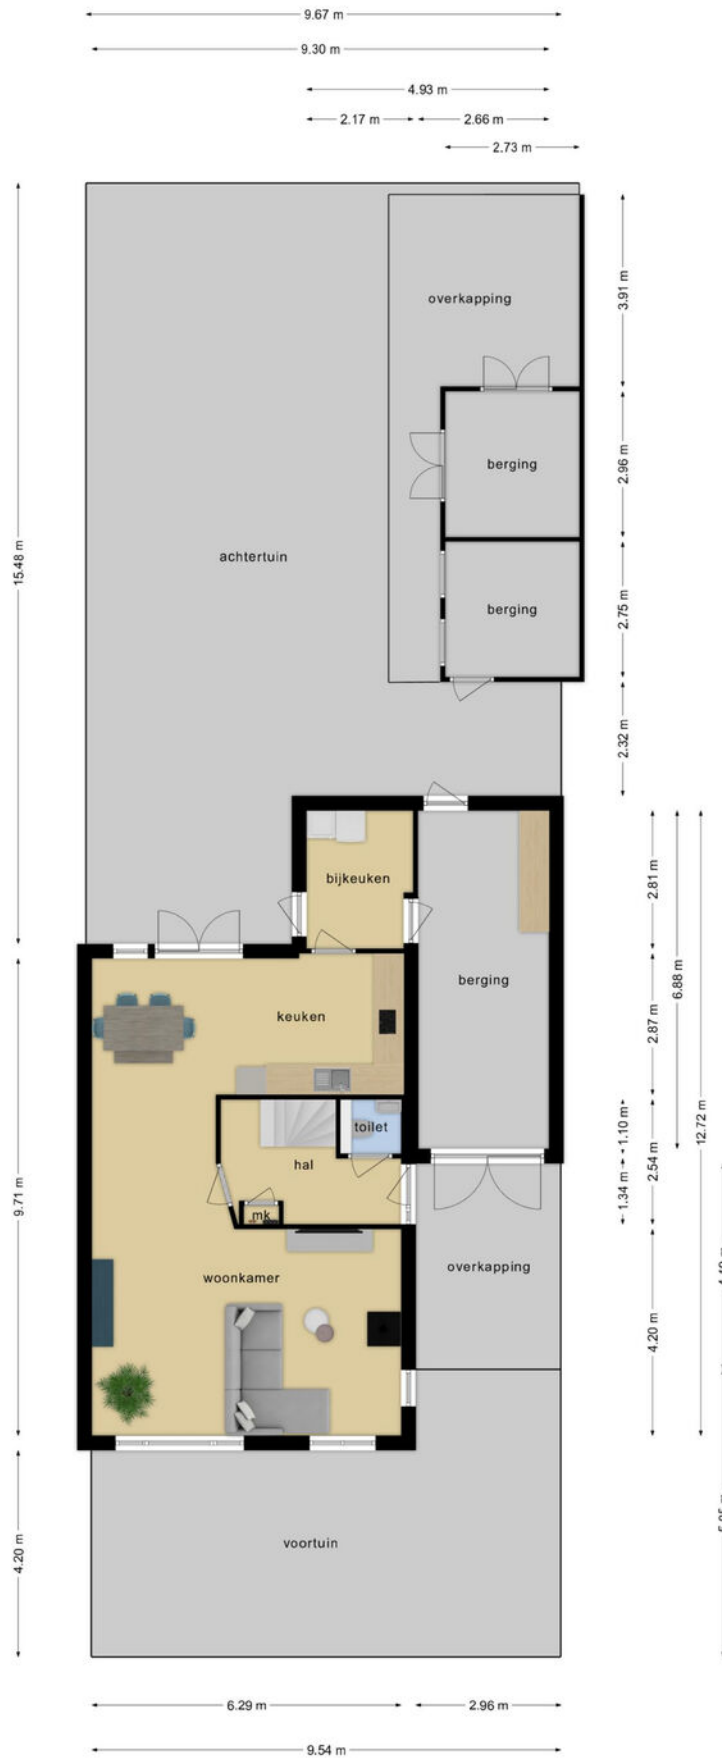 9.67 m
9.30 m
4.93 m
2.17 m
2.66 m
2.73 m
overkapping
3.91 m
berging
2.96 m
achtertuin
15.48 m
berging
2.75 m
2.32 m
bijkeuken
2.81 m
berging
6.88 m
keuken
2.87 m
toilet
1.10 m
12.72 m
hal
2.54 m
1.34 m
mk
9.71 m
overkapping
woonkamer
4.20 m
voortuin
4.20 m
6.29 m
2.96 m
9.54 m